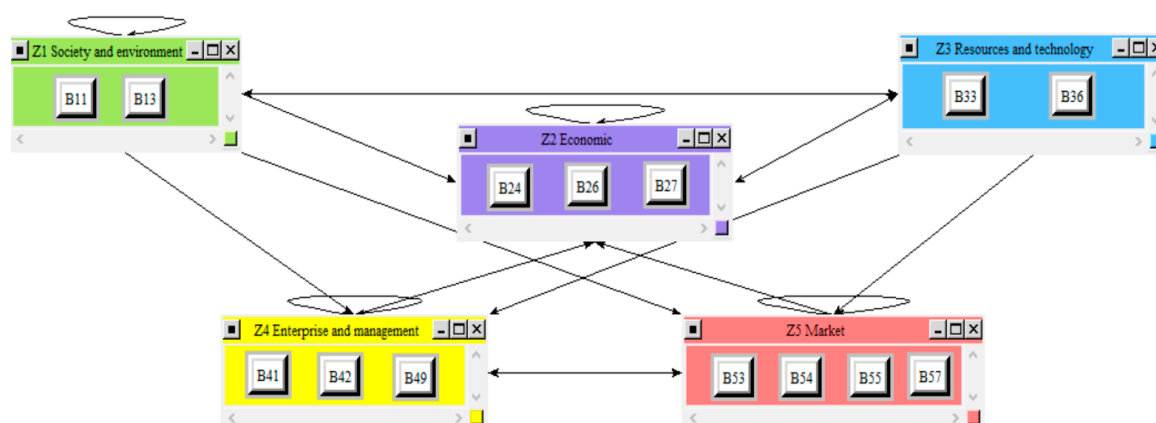 Z1 Society and environment
B11 B13
Z3 Resources and technology
B33 B36
Z2 Economic
B24 B26 B27
Z4 Enterprise and management
B41 B42 B49
Z5 Market
B53 B54 B55 B57